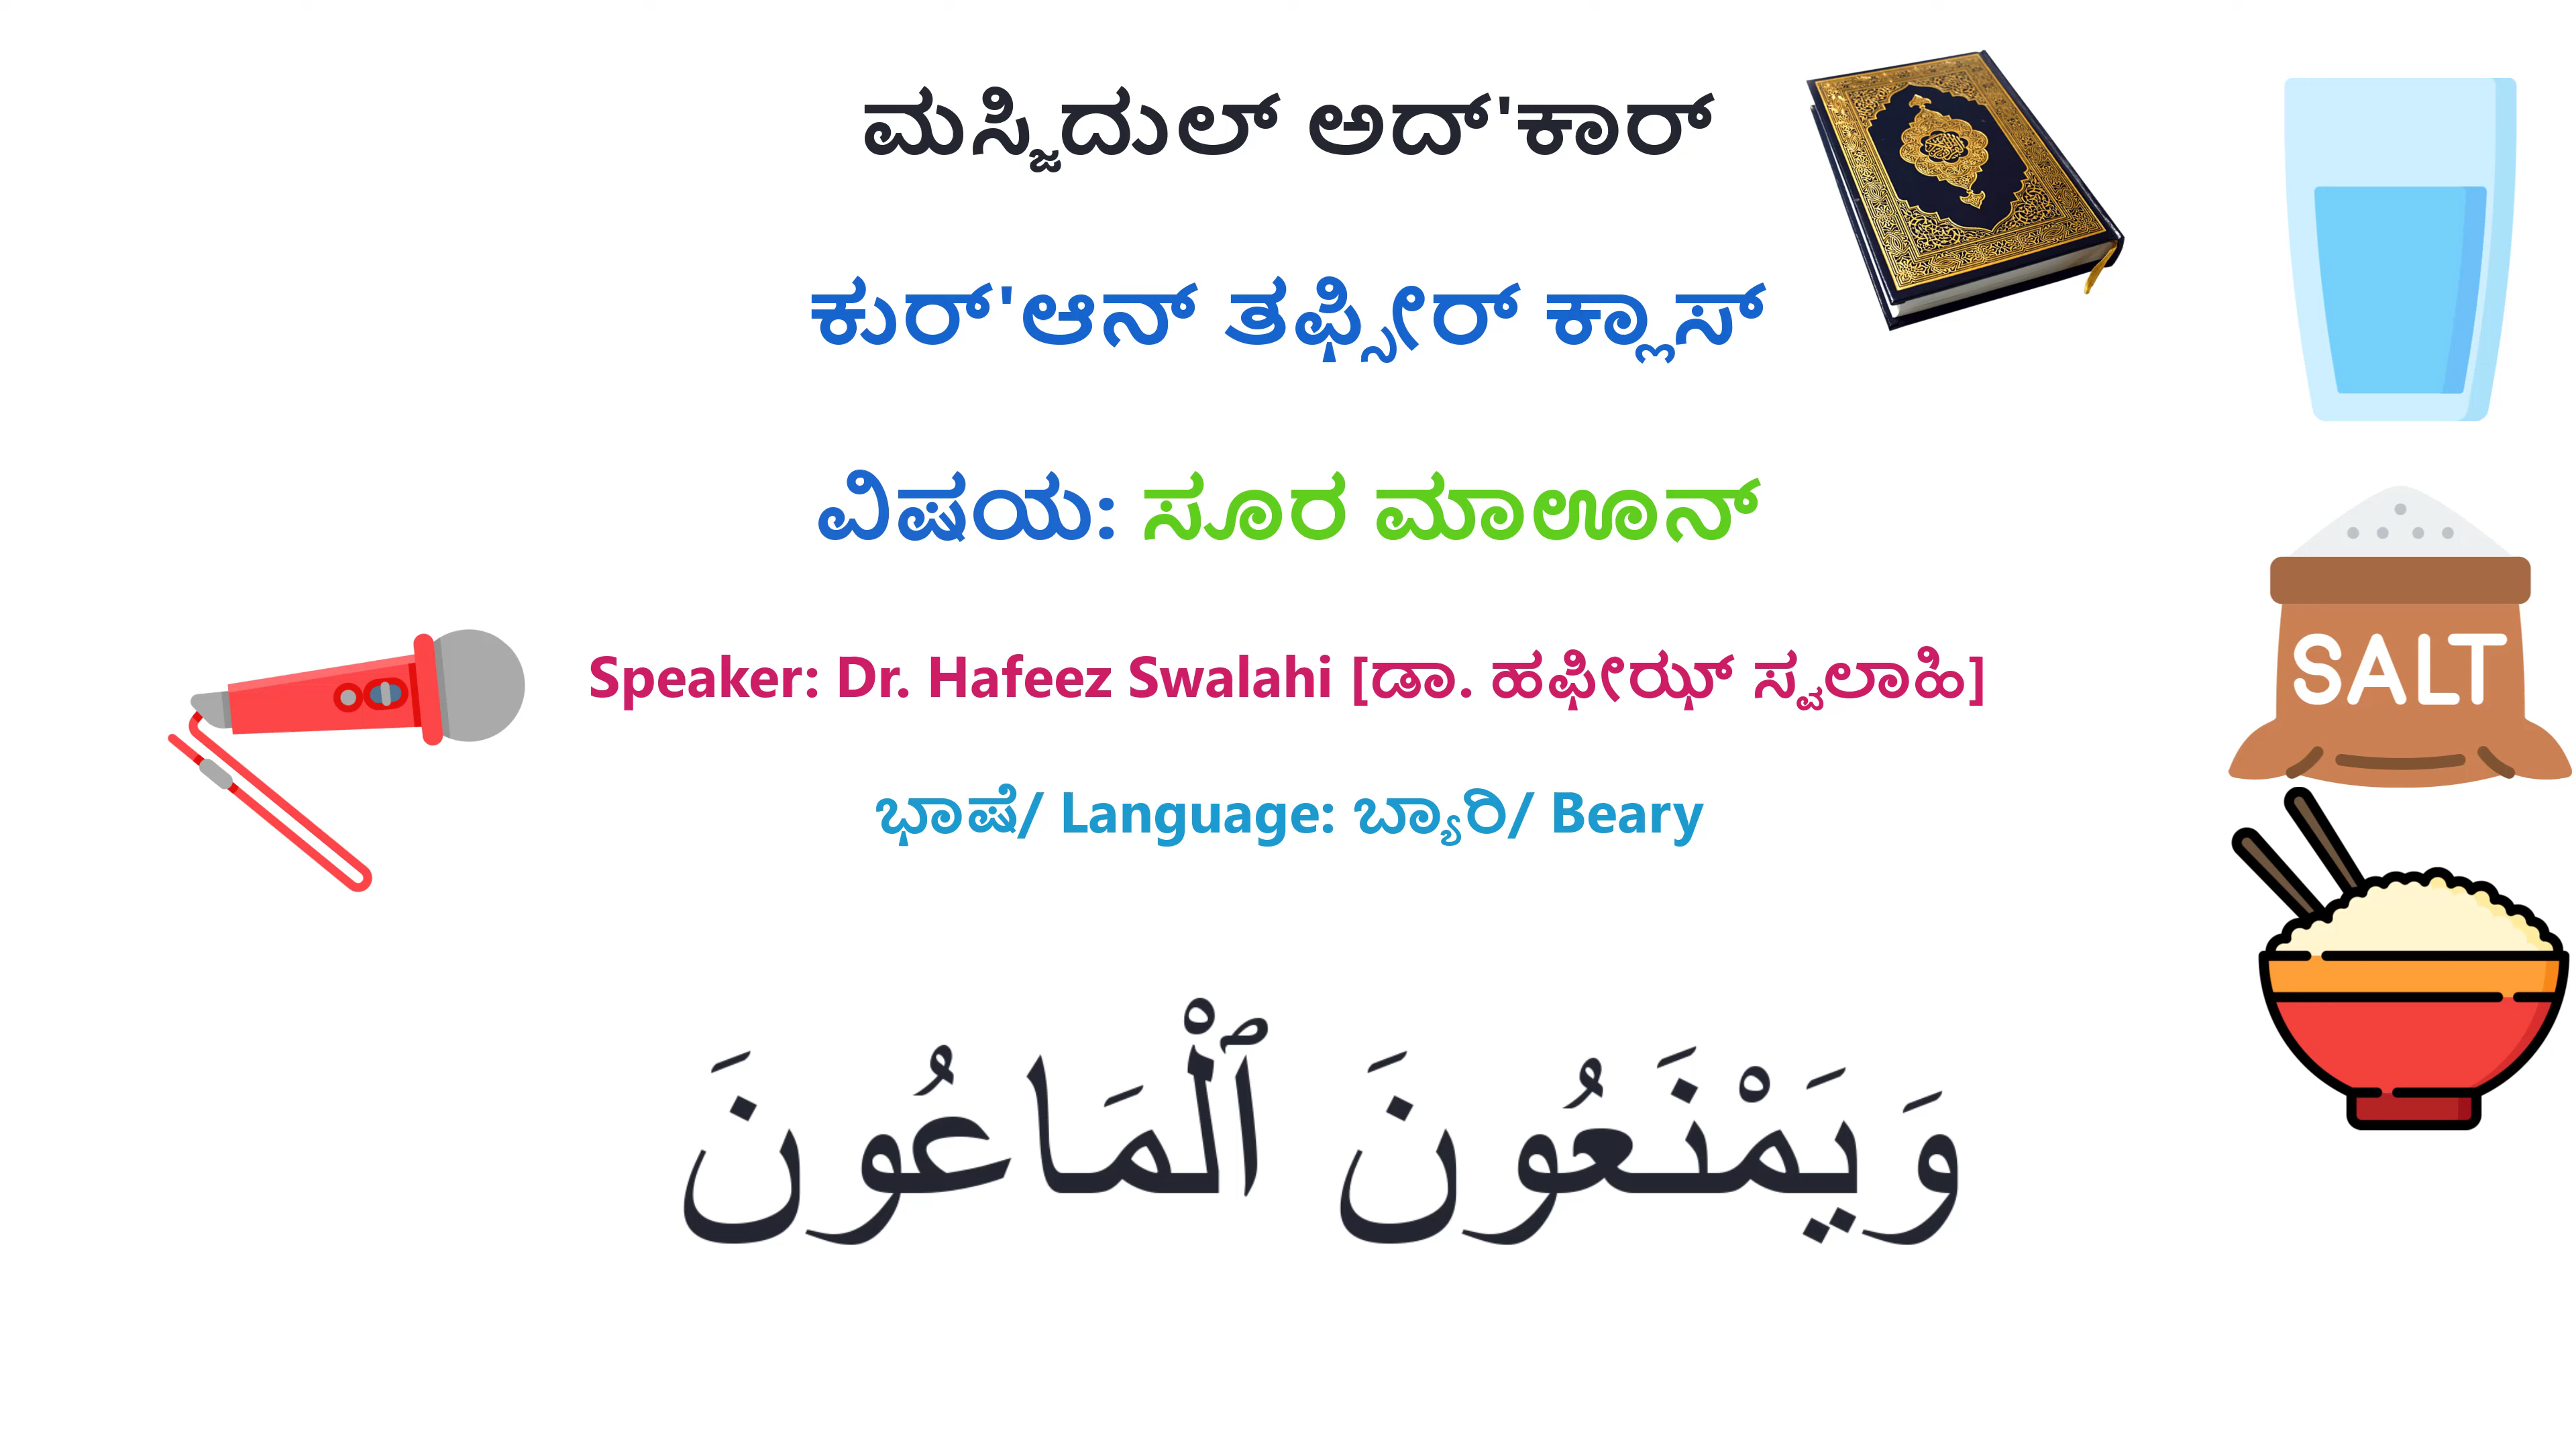 ಮಸ್ಜಿದುಲ್ ಅದ್'ಕಾರ್
ಕುರ್'ಆನ್ ತಫ಼್ಸೀರ್ ಕ್ಲಾಸ್
ವಿಷಯ: ಸೂರ ಮಾಊನ್
Speaker: Dr. Hafeez Swalahi [ಡಾ. ಹಫೀಝ್ ಸ್ವಲಾಹಿ]
ಭಾಷೆ/ Language: ಬ್ಯಾರಿ/ Beary
SALT
وَيَمْنَعُونَ ٱلْمَاعُونَ